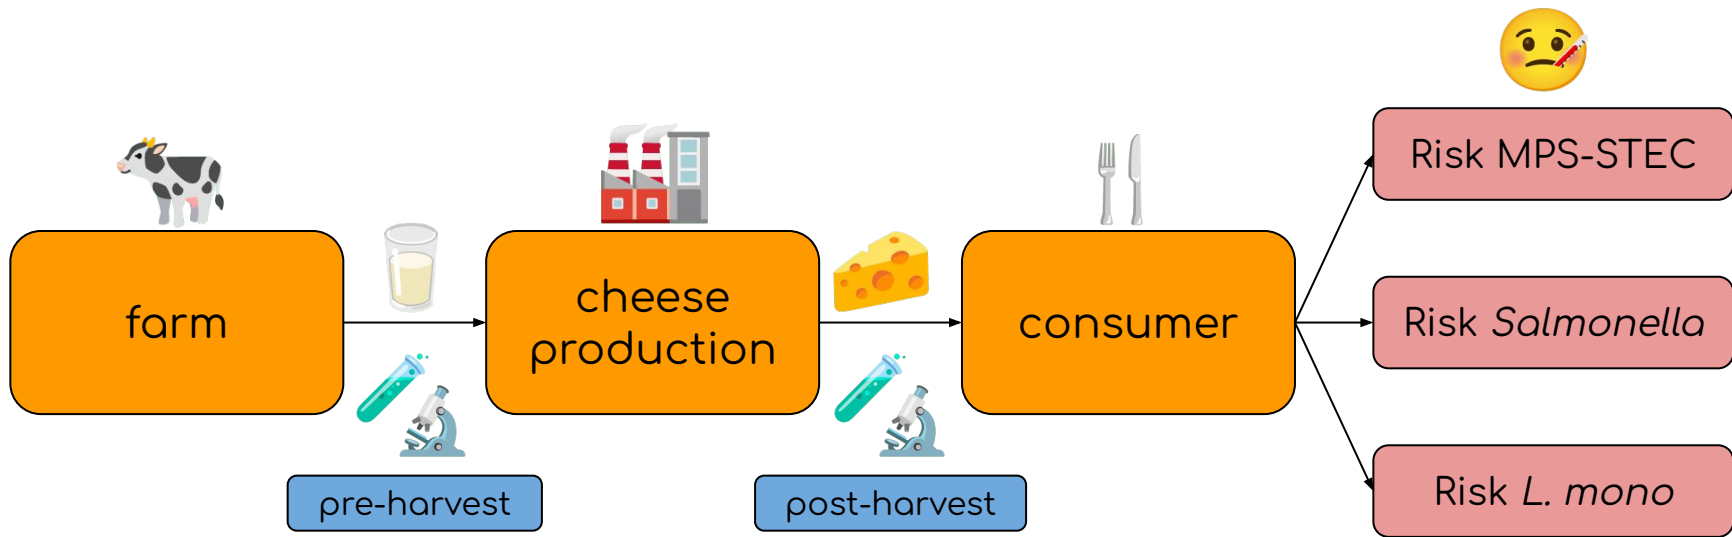 farm
cheese
production
consumer
pre-harvest
post-harvest
Risk MPS-STEC
Risk Salmonella
Risk L. mono